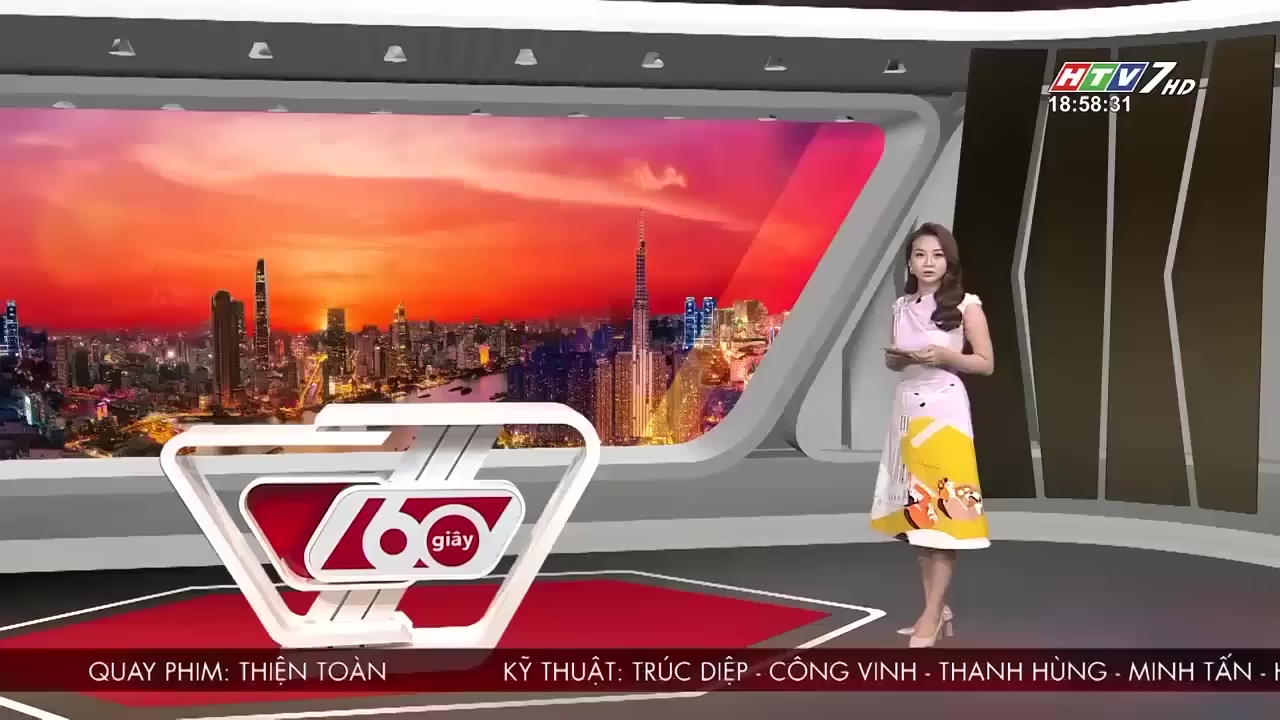 HTV7HD
18:58:31
60
giây
QUAY PHIM: THIỆN TOÀN KỸ THUẬT: TRÚC DIỆP - CÔNG VINH - THANH HÙNG - MINH TẤN -